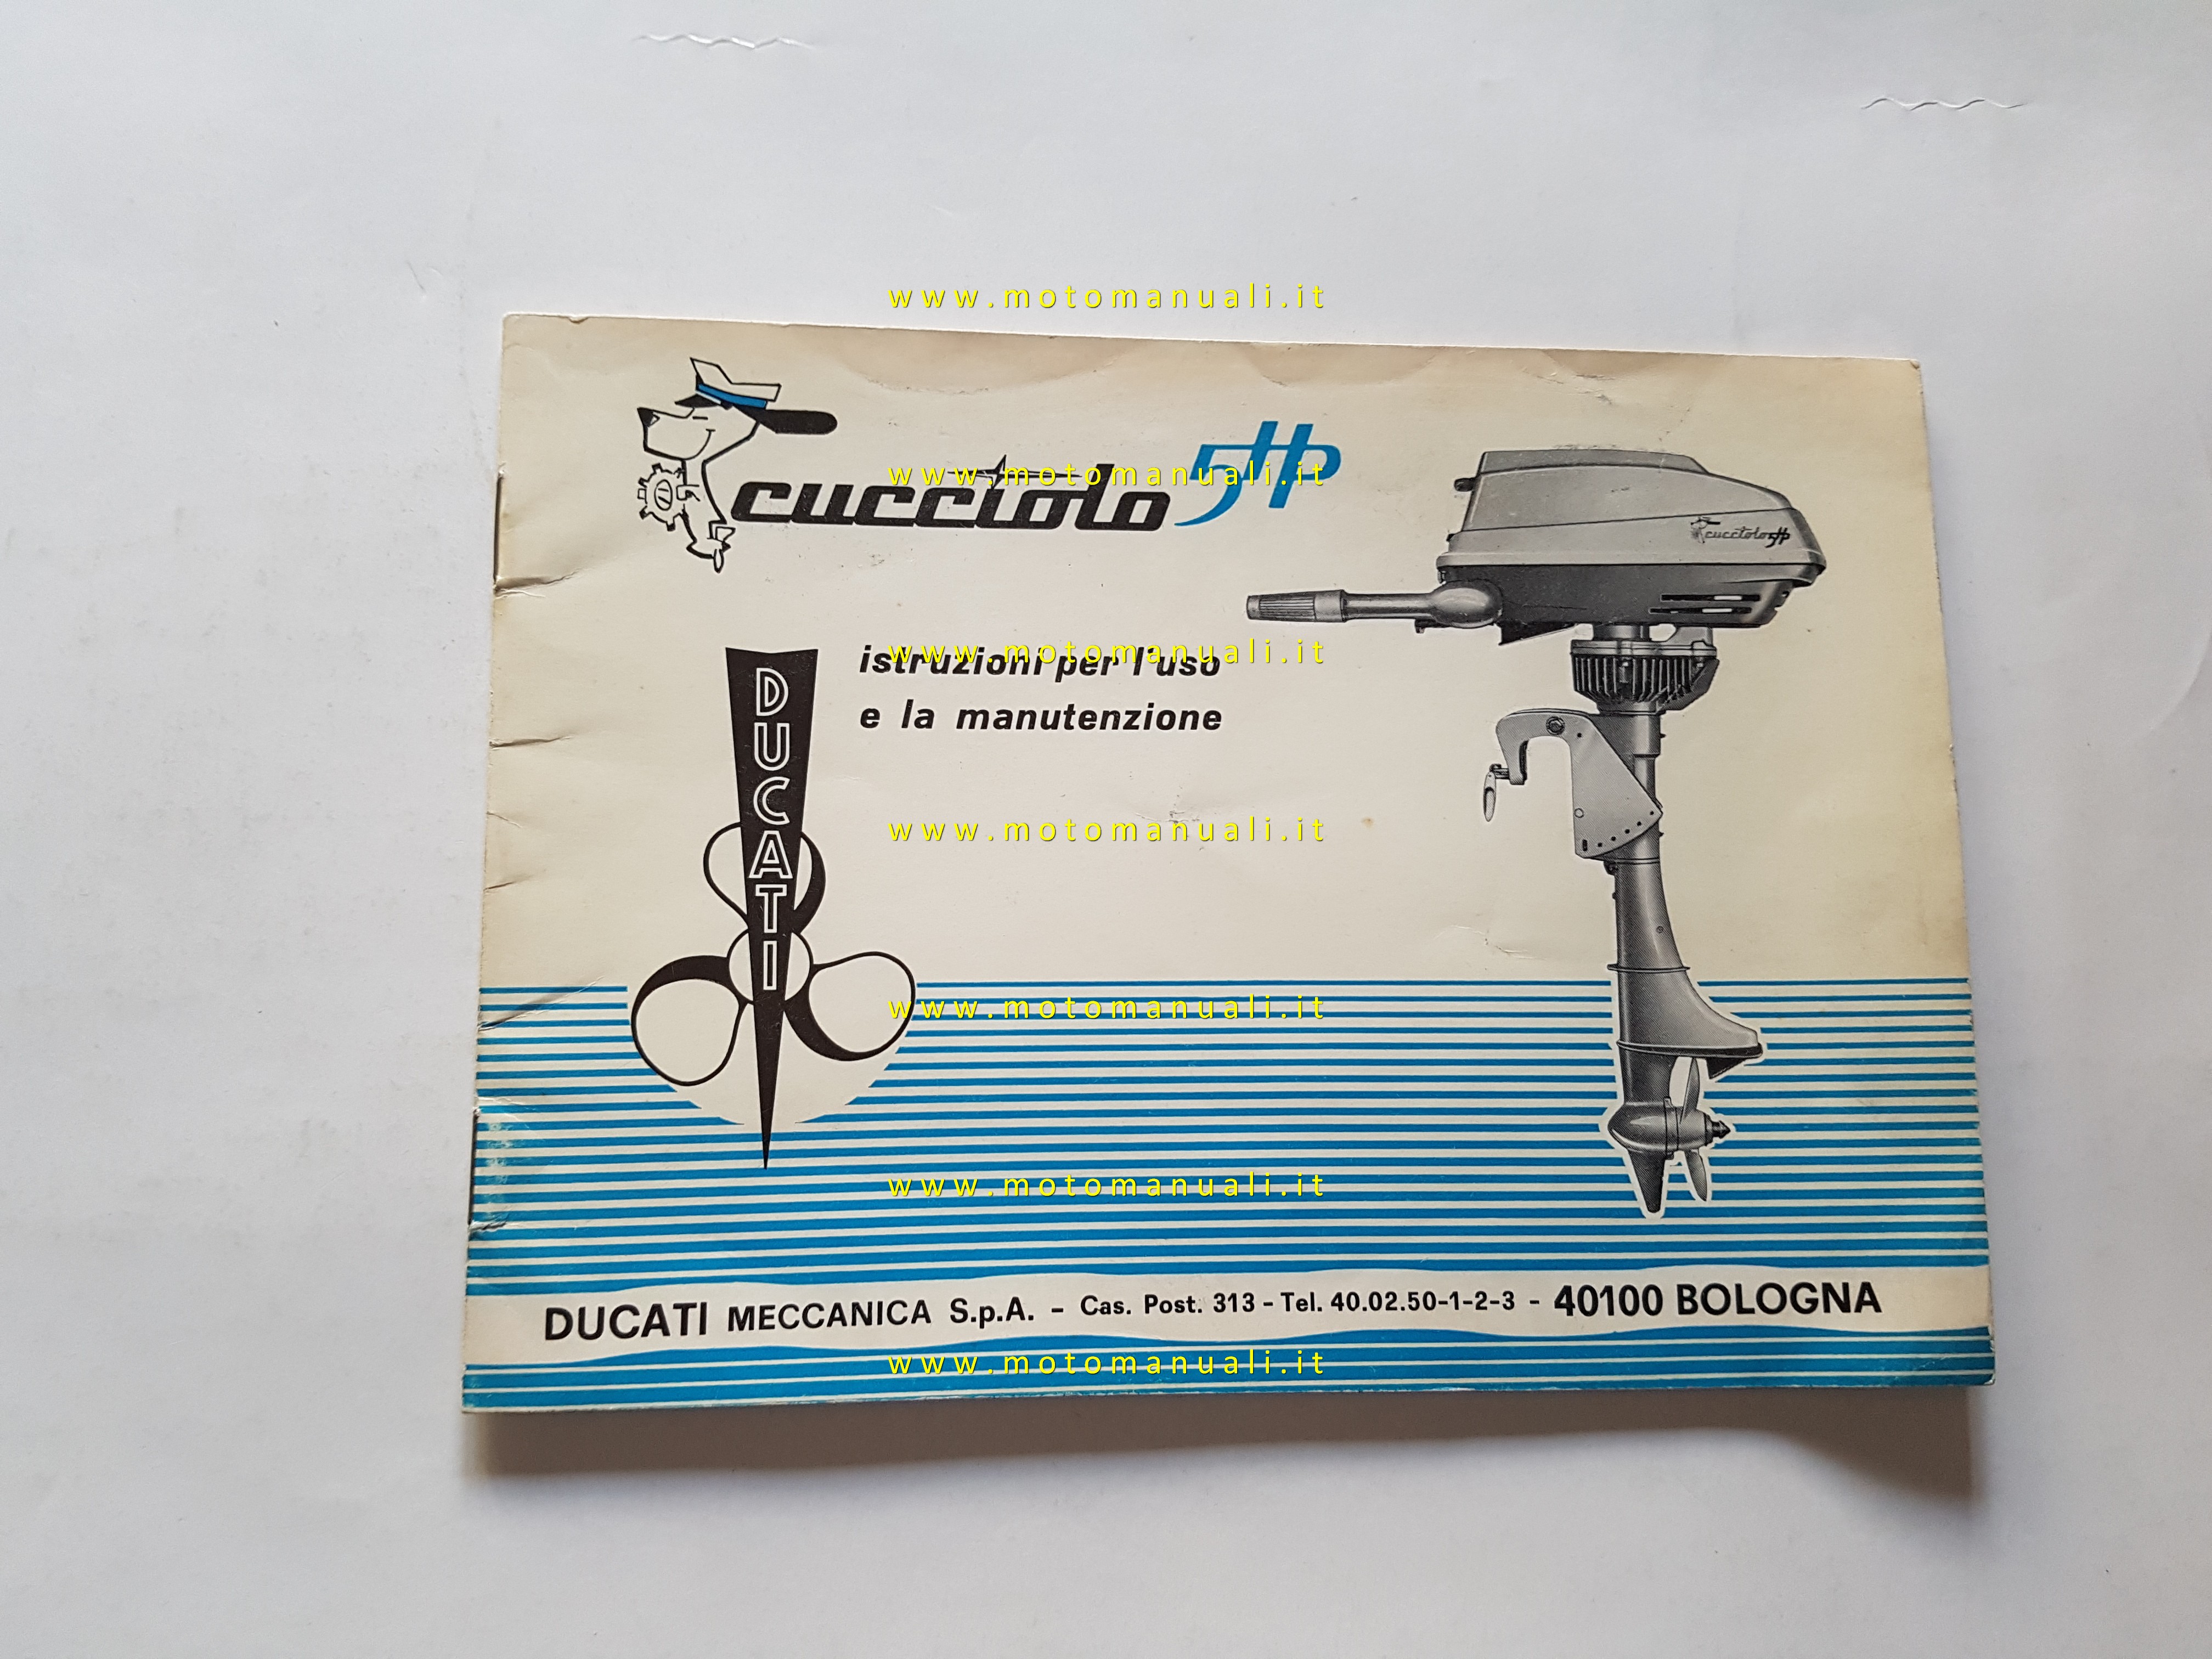 www.motomanuali.it
cucciolo 5HP
www.motomanuali.it
cucciolo 5HP
istruzioni per l'uso
www.motomanuali.it
e la manutenzione
DUCATI
www.motomanuali.it
www.motomanuali.it
www.motomanuali.it
DUCATI MECCANICA S.p.A. - Cas. Post. 313 - Tel. 40.02.50-1-2-3 - 40100 BOLOGNA
www.motomanuali.it